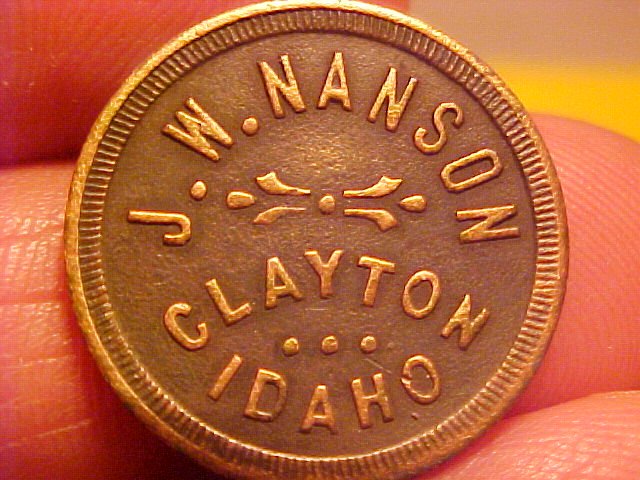 J. W. NANSON
CLAYTON
IDAHO